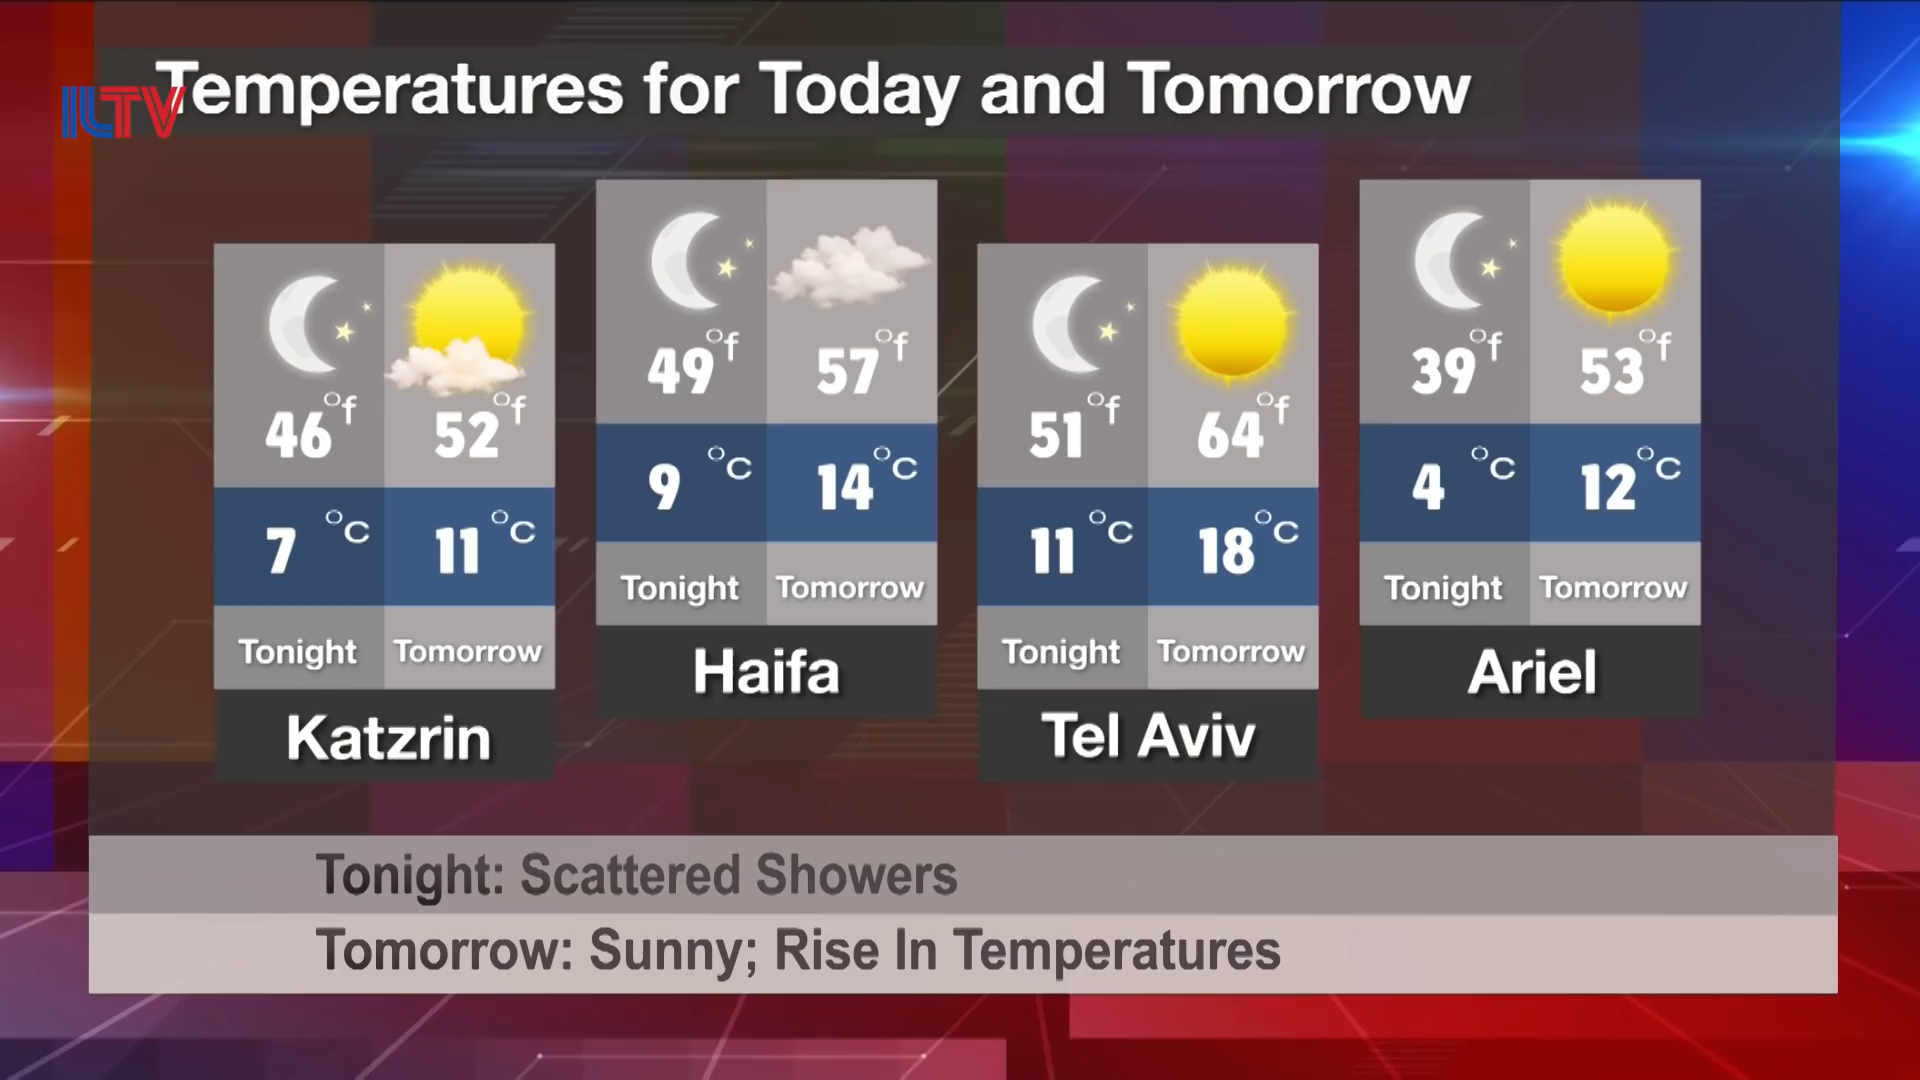 ILTV
Temperatures for Today and Tomorrow
46°f 52°f
7 °C 11 °C
Tonight Tomorrow
Katzrin
49°f 57°f
9 °C 14 °C
Tonight Tomorrow
Haifa
51°f 64°f
11 °C 18 °C
Tonight Tomorrow
Tel Aviv
39°f 53°f
4 °C 12 °C
Tonight Tomorrow
Ariel
Tonight: Scattered Showers
Tomorrow: Sunny; Rise In Temperatures